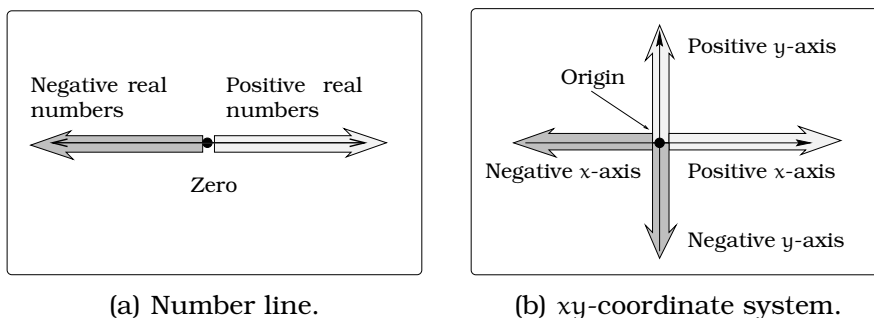 Negative real
numbers
Positive real
numbers
Zero
(a) Number line.
Positive y-axis
Origin
Negative x-axis
Positive x-axis
Negative y-axis
(b) xy-coordinate system.